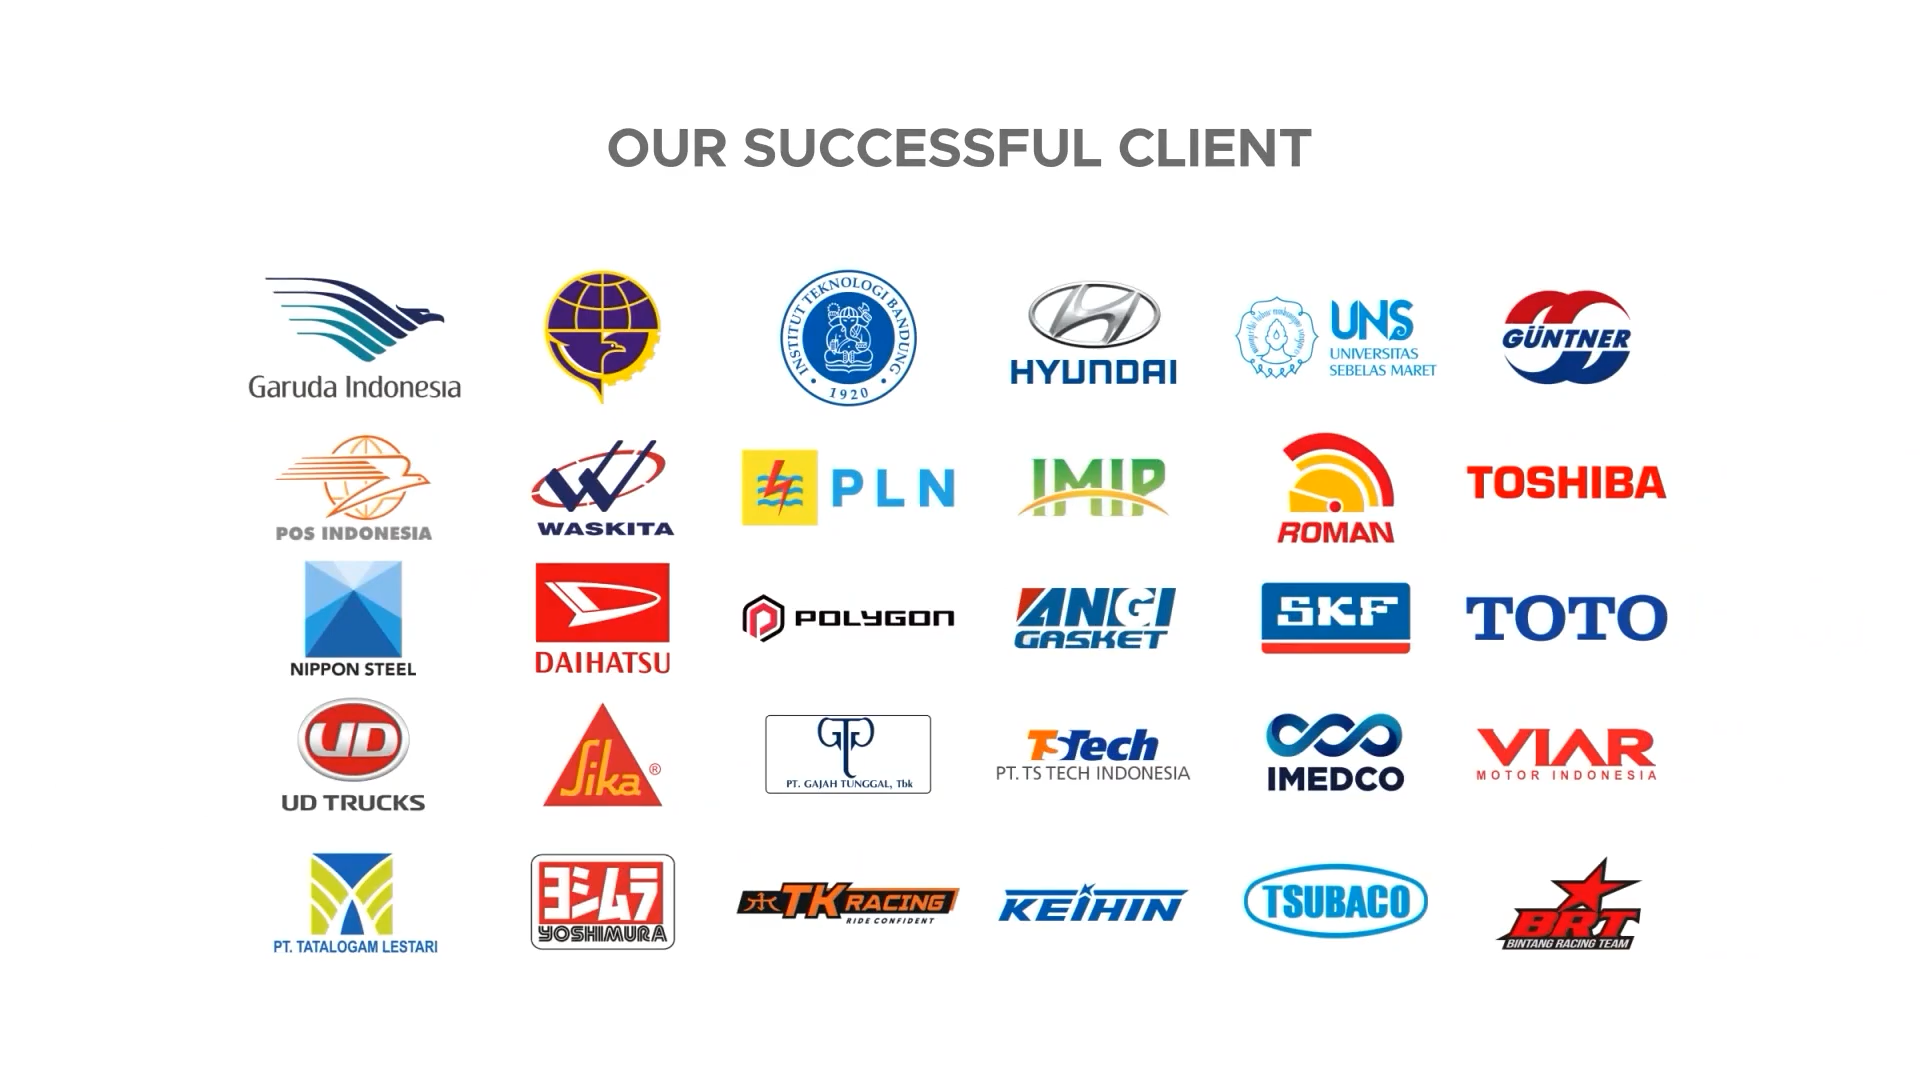 OUR SUCCESSFUL CLIENT
Garuda Indonesia
INSTITUT TEKNOLOGI BANDUNG
1920
HYUNDAI
UNS
UNIVERSITAS
SEBELAS MARET
GÜNTNER
POS INDONESIA
WASKITA
PLN
IMIP
ROMAN
TOSHIBA
NIPPON STEEL
DAIHATSU
POLYGON
ANGI
GASKET
SKF
TOTO
UD
UD TRUCKS
Sika®
GT
PT. GAJAH TUNGGAL, Tbk
TSTech
PT. TS TECH INDONESIA
IMEDCO
VIAR
MOTOR INDONESIA
PT. TATALOGAM LESTARI
ヨシムラ
YOSHIMURA
TK RACING
RIDE CONFIDENT
KEIHIN
TSUBACO
BRT
BINTANG RACING TEAM